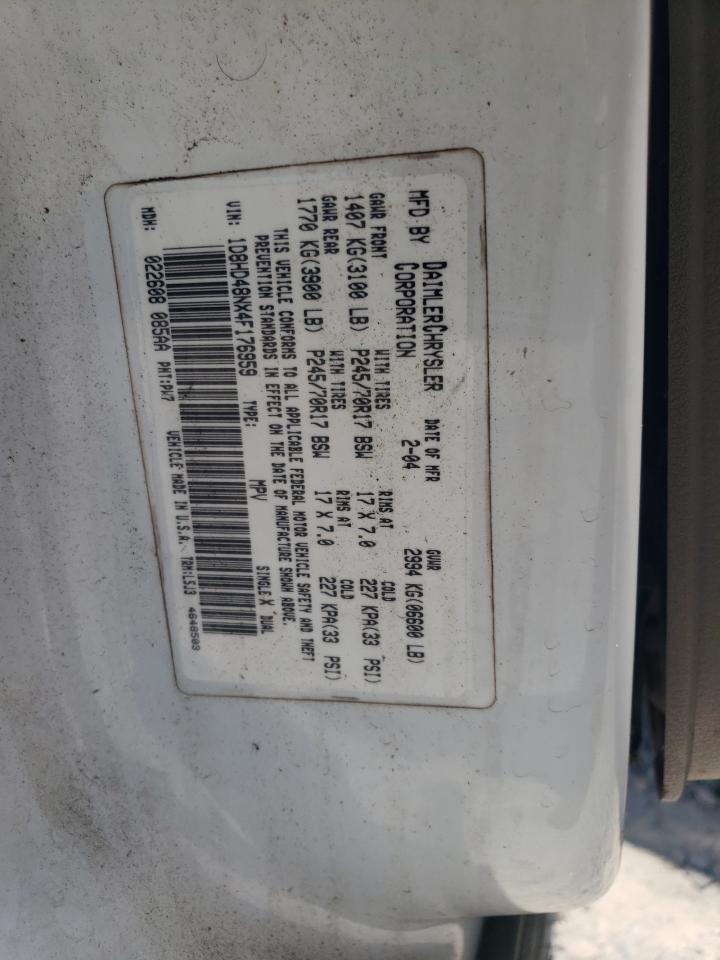 MFD BY DAIMLERCHRYSLER CORPORATION DATE OF MFR 2-04 GVWR 2994 KG(06600 LB)
GAWR FRONT WITH TIRES RIMS AT COLD
1407 KG(3100 LB) P245/70R17 BSW 17 X 7.0 227 KPA(33 PSI)
GAWR REAR WITH TIRES RIMS AT COLD
1770 KG(3900 LB) P245/70R17 BSW 17 X 7.0 227 KPA(33 PSI)
THIS VEHICLE CONFORMS TO ALL APPLICABLE FEDERAL MOTOR VEHICLE SAFETY AND THEFT
PREVENTION STANDARDS IN EFFECT ON THE DATE OF MANUFACTURE SHOWN ABOVE.
VIN: 1D8HD48NX4F176959 TYPE: MPV SINGLE X DUAL
MDH: 022608 085AA PNT:PW7 VEHICLE MADE IN U.S.A. TRM:L5J3 4648503